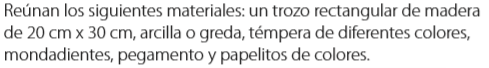 Reúnan los siguientes materiales: un trozo rectangular de madera
de 20 cm x 30 cm, arcilla o greda, témpera de diferentes colores,
mondadientes, pegamento y papelitos de colores.